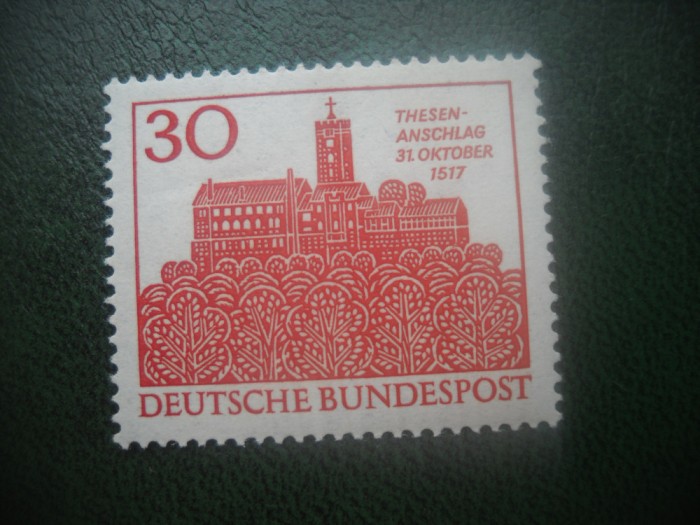 30
THESEN-
ANSCHLAG
31. OKTOBER
1517
DEUTSCHE BUNDESPOST